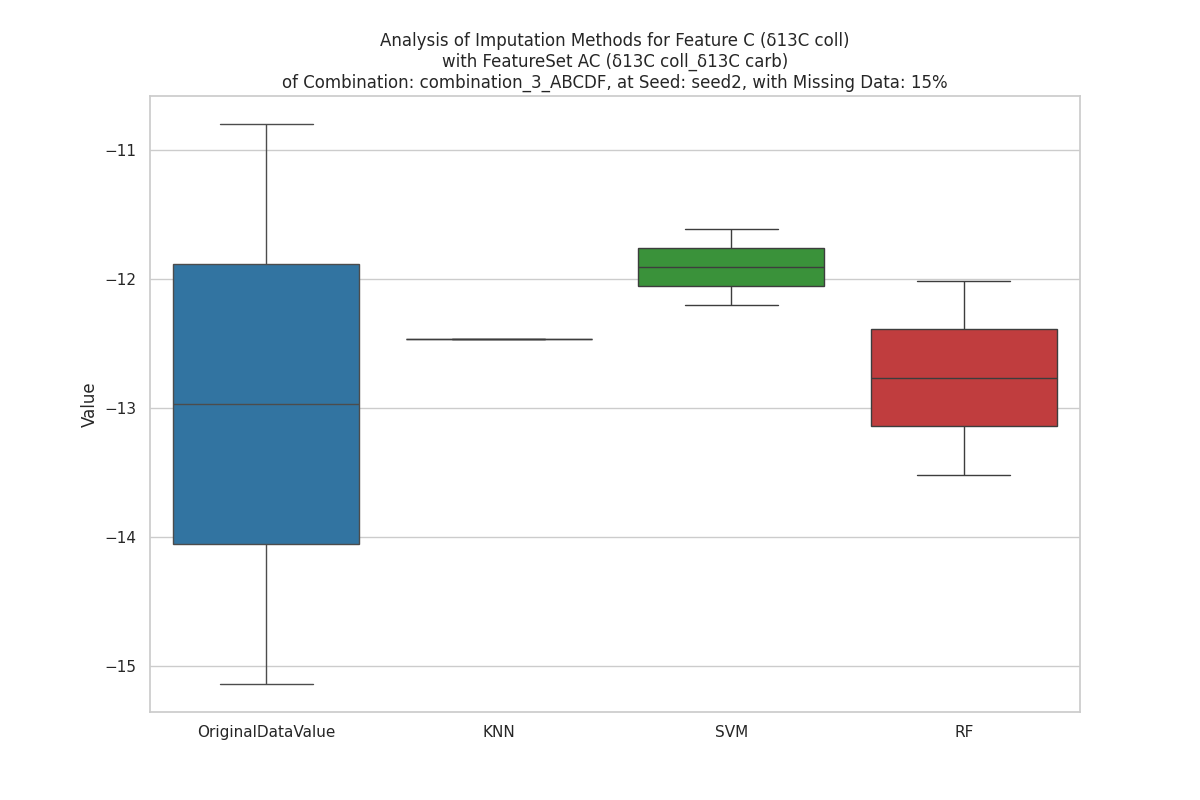 Analysis of Imputation Methods for Feature C (δ13C coll)
with FeatureSet AC (δ13C coll_δ13C carb)
of Combination: combination_3_ABCDF, at Seed: seed2, with Missing Data: 15%
−11
−12
−13
−14
−15
Value
OriginalDataValue
KNN
SVM
RF